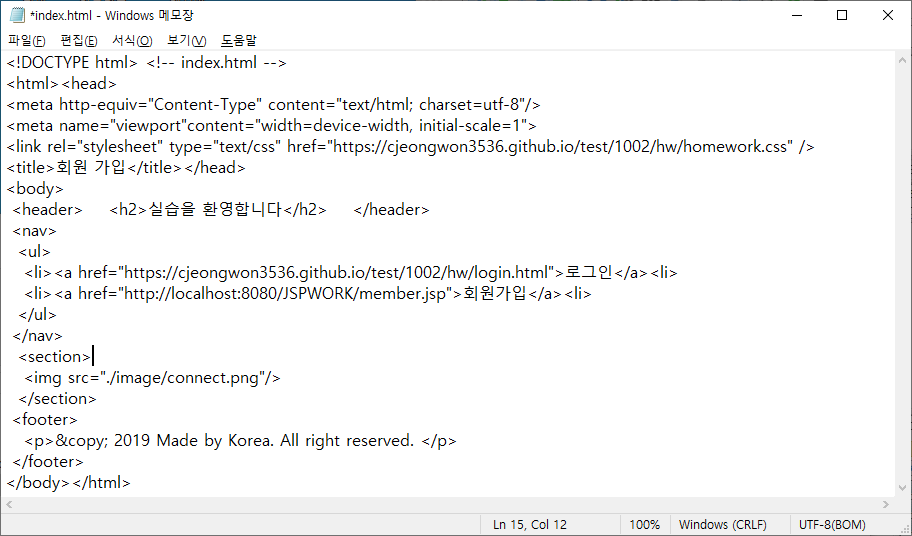 *index.html - Windows 메모장
파일(F) 편집(E) 서식(O) 보기(V) 도움말
<!DOCTYPE html> <!-- index.html -->
<html><head>
<meta http-equiv="Content-Type" content="text/html; charset=utf-8"/>
<meta name="viewport"content="width=device-width, initial-scale=1">
<link rel="stylesheet" type="text/css" href="https://cjeongwon3536.github.io/test/1002/hw/homework.css" />
<title>회원 가입</title></head>
<body>
<header> <h2>실습을 환영합니다</h2> </header>
<nav>
<ul>
<li><a href="https://cjeongwon3536.github.io/test/1002/hw/login.html">로그인</a><li>
<li><a href="http://localhost:8080/JSPWORK/member.jsp">회원가입</a><li>
</ul>
</nav>
<section>
<img src="./image/connect.png"/>
</section>
<footer>
<p>&copy; 2019 Made by Korea. All right reserved. </p>
</footer>
</body></html>
Ln 15, Col 12 100% Windows (CRLF) UTF-8(BOM)